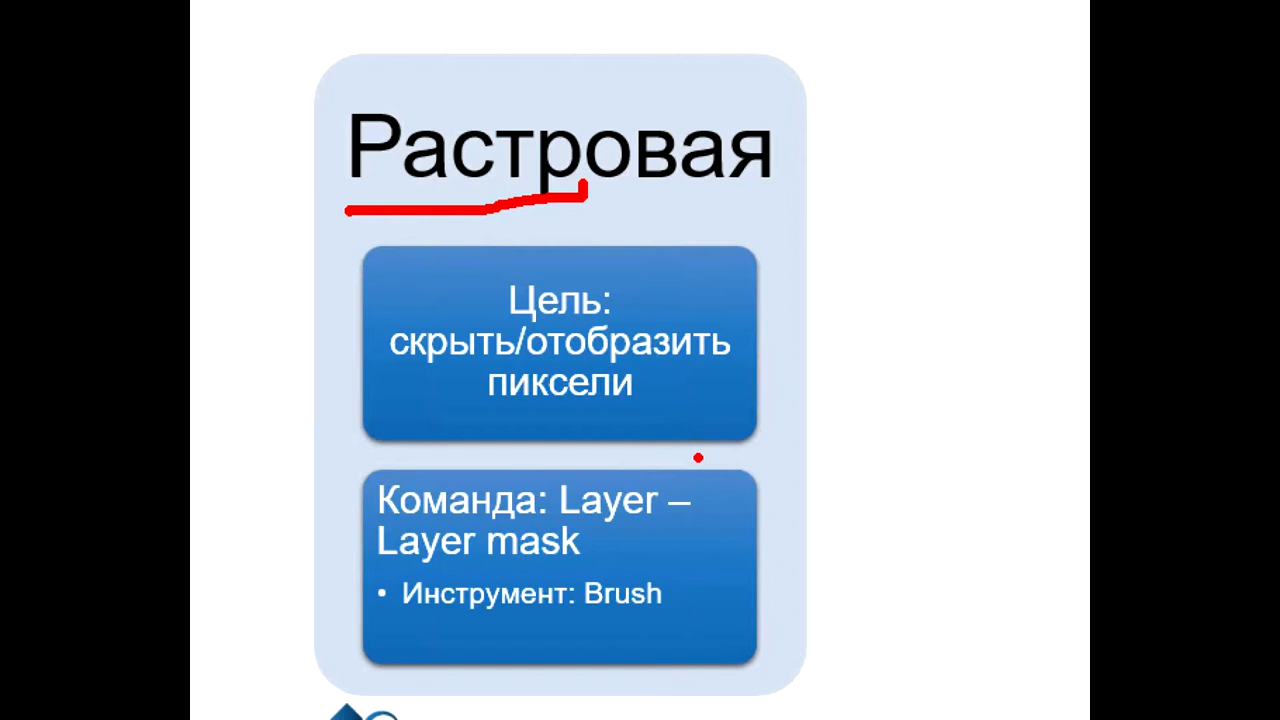 Растровая
Цель:
скрыть/отобразить
пиксели
Команда: Layer –
Layer mask
• Инструмент: Brush